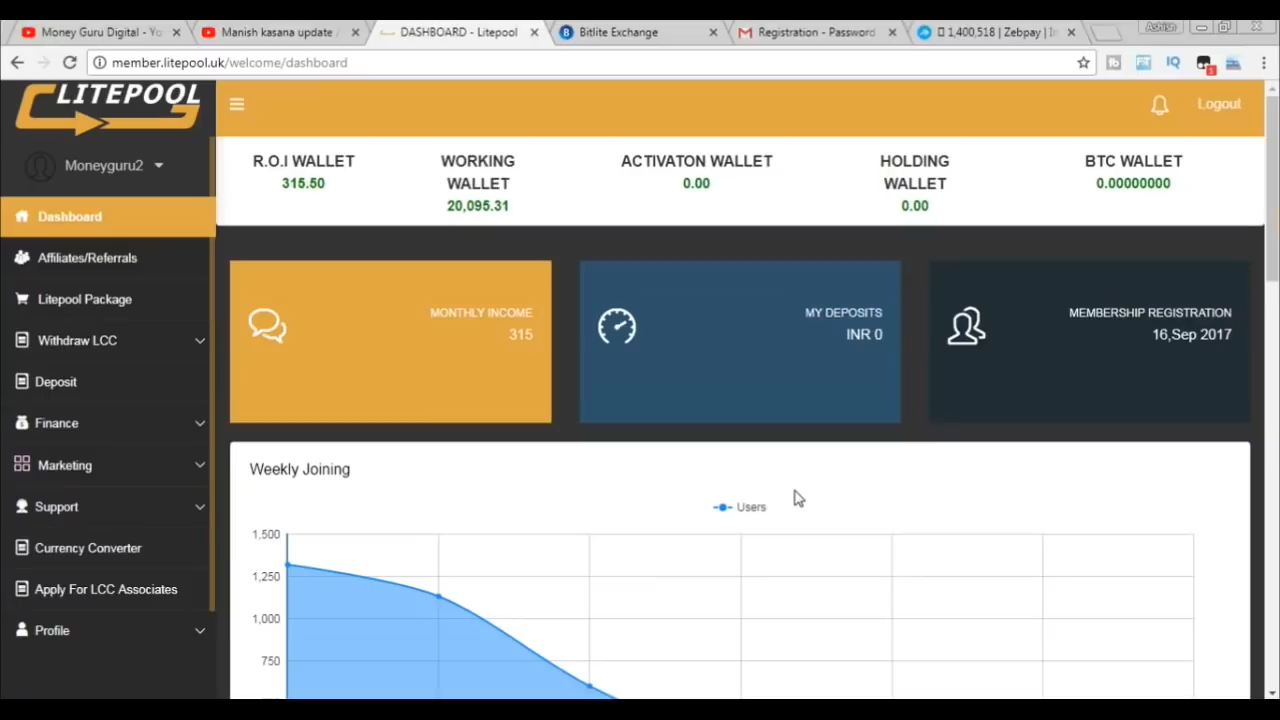 Money Guru Digital - Yo
Manish kasana update /
DASHBOARD - Litepool
Bitlite Exchange
Registration - Password
1,400,518 | Zebpay | I
Ashish
member.litepool.uk/welcome/dashboard
IQ
LITEPOOL
Logout
Moneyguru2
R.O.I WALLET
315.50
WORKING
WALLET
20,095.31
ACTIVATON WALLET
0.00
HOLDING
WALLET
0.00
BTC WALLET
0.00000000
Dashboard
Affiliates/Referrals
Litepool Package
Withdraw LCC
Deposit
Finance
Marketing
Support
Currency Converter
Apply For LCC Associates
Profile
MONTHLY INCOME
315
MY DEPOSITS
INR 0
MEMBERSHIP REGISTRATION
16,Sep 2017
Weekly Joining
Users
1,500
1,250
1,000
750